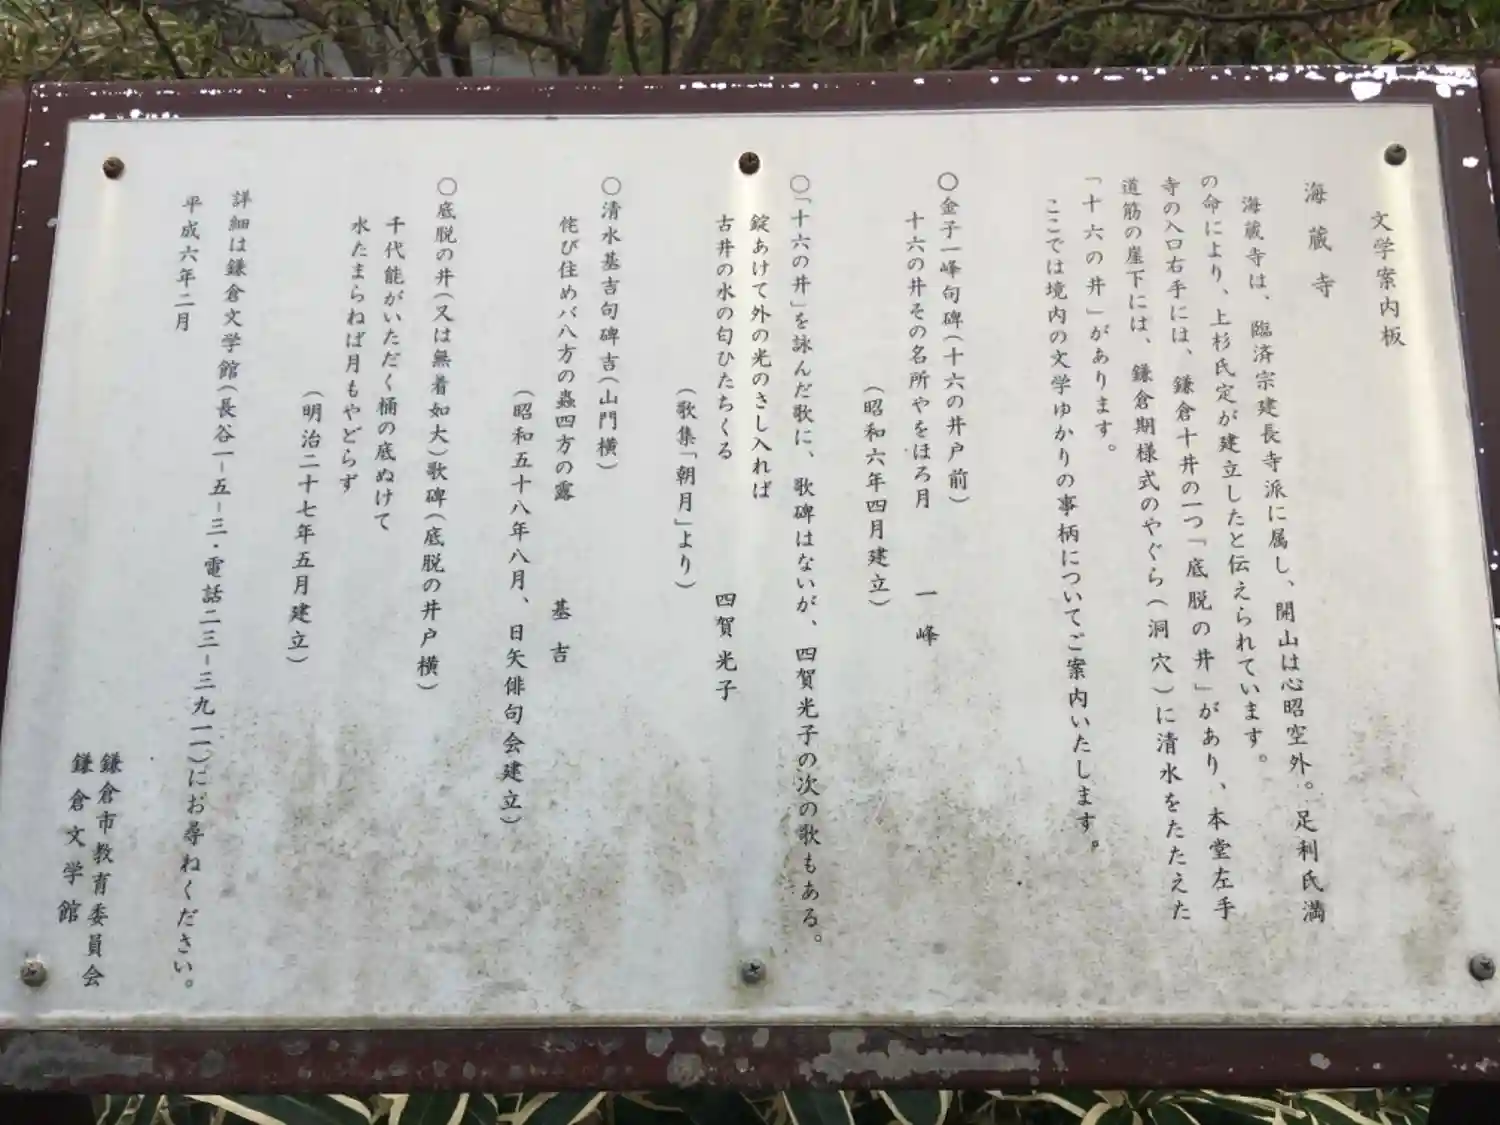 文学案内板
海蔵寺
海蔵寺は、臨済宗建長寺派に属し、開山は心昭空外。足利氏満
の命により、上杉氏定が建立したと伝えられています。
寺の入口右手には、鎌倉十井の一つ「底脱の井」があり、本堂左手
道筋の崖下には、鎌倉期様式のやぐら(洞穴)に清水をたたえた
「十六の井」があります。
ここでは境内の文学ゆかりの事柄についてご案内いたします。
〇金子一峰句碑(十六の井戸前)
十六の井その名所やをほろ月 一峰
(昭和六年四月建立)
〇「十六の井」を詠んだ歌に、歌碑はないが、四賀光子の次の歌もある。
錠あけて外の光のさし入れば
古井の水の匂ひたちくる 四賀光子
(歌集「朝月」より)
〇清水基吉句碑吉(山門横)
侘び住めバ八方の蟲四方の露 基吉
(昭和五十八年八月、日矢俳句会建立)
〇底脱の井(又は無着如大)歌碑(底脱の井戸横)
千代能がいただく桶の底ぬけて
水たまらねば月もやどらず
(明治二十七年五月建立)
詳細は鎌倉文学館(長谷一-五-三・電話二三-三九一一)にお尋ねください。
平成六年二月
鎌倉市教育委員会
鎌倉文学館